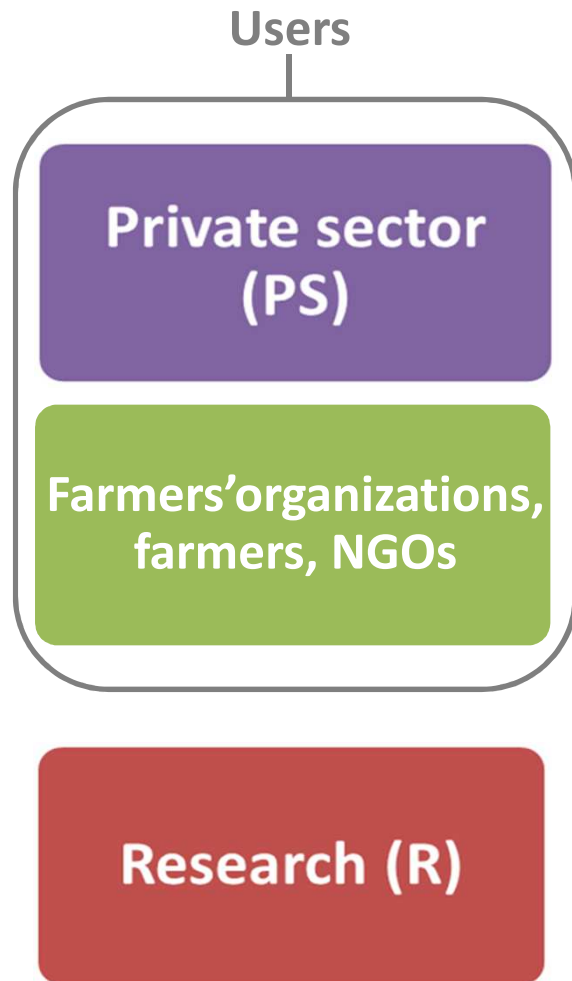 Users
Private sector
(PS)
Farmers’organizations,
farmers, NGOs
Research (R)